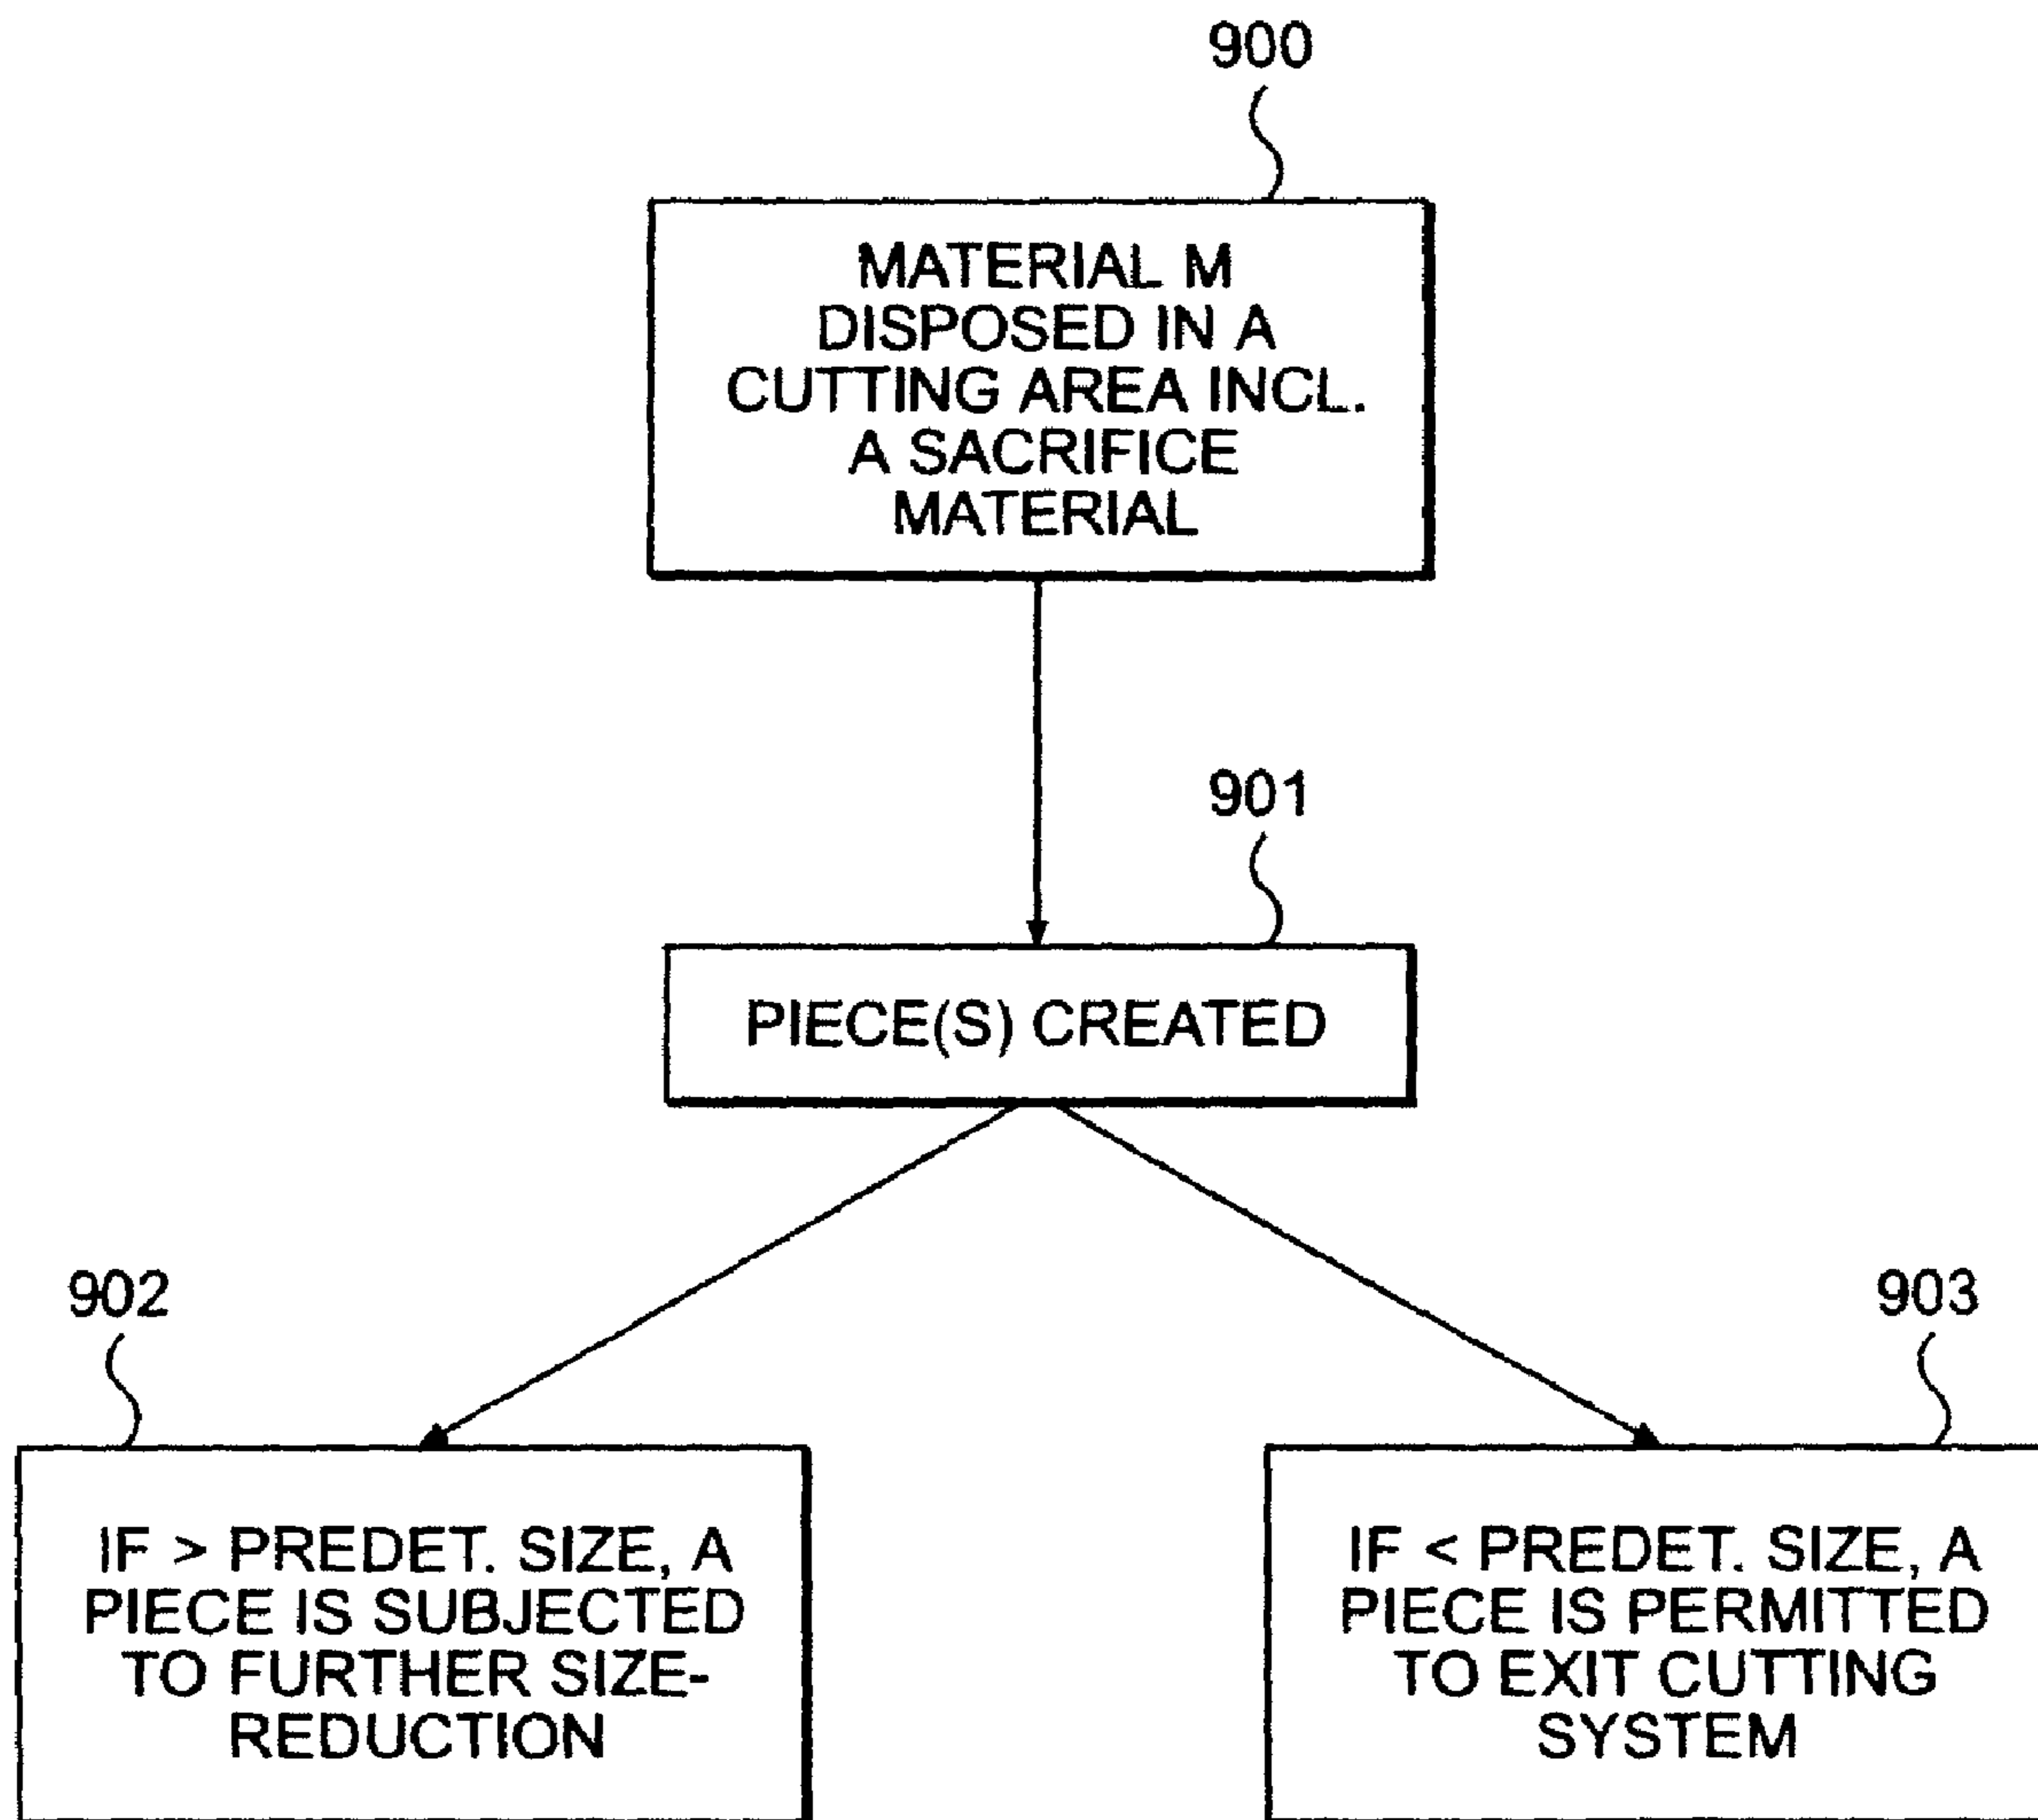 900
MATERIAL M
DISPOSED IN A
CUTTING AREA INCL.
A SACRIFICE
MATERIAL
901
PIECE(S) CREATED
902
IF > PREDET. SIZE, A
PIECE IS SUBJECTED
TO FURTHER SIZE-
REDUCTION
903
IF < PREDET. SIZE, A
PIECE IS PERMITTED
TO EXIT CUTTING
SYSTEM